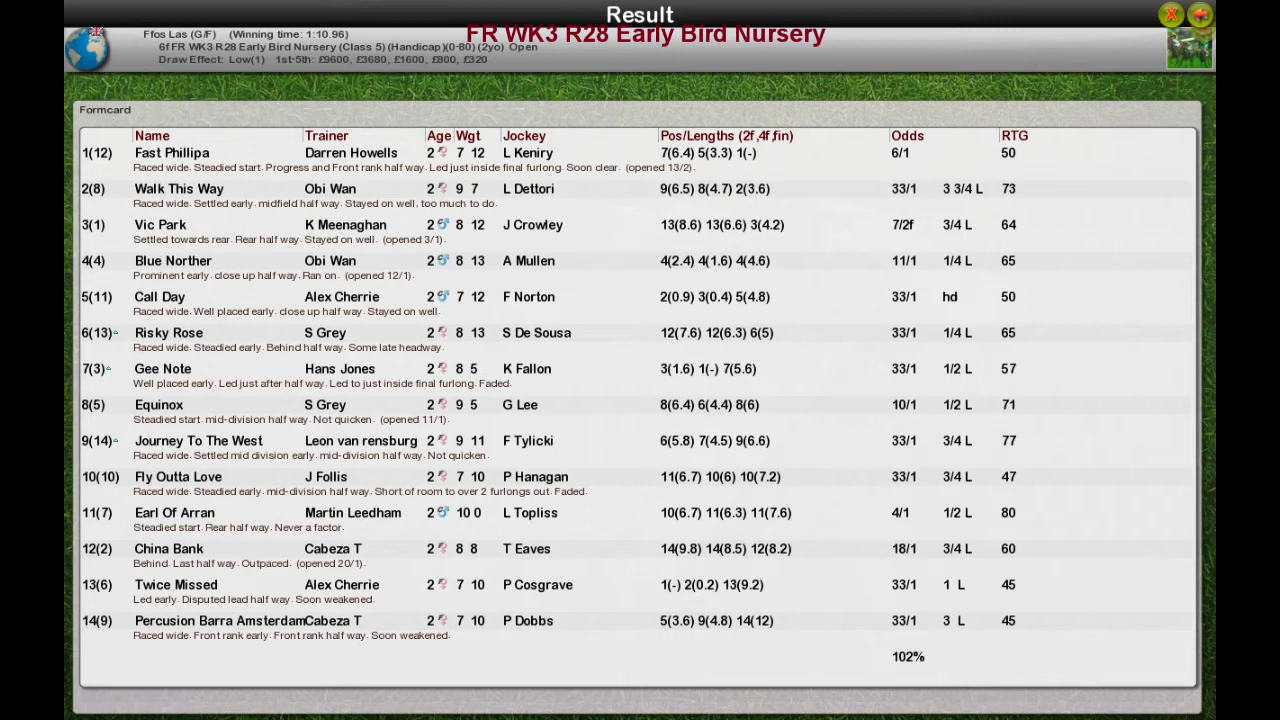 Result
FR WK3 R28 Early Bird Nursery
Ffos Las (G/F) (Winning time: 1:10.96)
6f FR WK3 R28 Early Bird Nursery (Class 5) (Handicap)(0-80) (2yo) Open
Draw Effect: Low(1) 1st-5th: £9600, £3680, £1600, £800, £320
Formcard
Name Trainer Age Wgt Jockey Pos/Lengths (2f,4f,fin) Odds RTG
1(12) Fast Phillipa Darren Howells 2 7 12 L Keniry 7(6.4) 5(3.3) 1(-) 6/1 50
Raced wide. Steadied start. Progress and Front rank half way. Led just inside final furlong. Soon clear. (opened 13/2).
2(8) Walk This Way Obi Wan 2 9 7 L Dettori 9(6.5) 8(4.7) 2(3.6) 33/1 3 3/4 L 73
Raced wide. Settled early. midfield half way. Stayed on well, too much to do.
3(1) Vic Park K Meenaghan 2 8 12 J Crowley 13(8.6) 13(6.6) 3(4.2) 7/2f 3/4 L 64
Settled towards rear. Rear half way. Stayed on well. (opened 3/1).
4(4) Blue Norther Obi Wan 2 8 13 A Mullen 4(2.4) 4(1.6) 4(4.6) 11/1 1/4 L 65
Prominent early. close up half way. Ran on. (opened 12/1).
5(11) Call Day Alex Cherrie 2 7 12 F Norton 2(0.9) 3(0.4) 5(4.8) 33/1 hd 50
Raced wide. Well placed early. close up half way. Stayed on well.
6(13) Risky Rose S Grey 2 8 13 S De Sousa 12(7.6) 12(6.3) 6(5) 33/1 1/4 L 65
Raced wide. Steadied early. Behind half way. Some late headway.
7(3) Gee Note Hans Jones 2 8 5 K Fallon 3(1.6) 1(-) 7(5.6) 33/1 1/2 L 57
Well placed early. Led just after half way. Led to just inside final furlong. Faded.
8(5) Equinox S Grey 2 9 5 G Lee 8(6.4) 6(4.4) 8(6) 10/1 1/2 L 71
Steadied start. mid-division half way. Not quicken. (opened 11/1).
9(14) Journey To The West Leon van rensburg 2 9 11 F Tylicki 6(5.8) 7(4.5) 9(6.6) 33/1 3/4 L 77
Raced wide. Settled mid division early. mid-division half way. Not quicken.
10(10) Fly Outta Love J Follis 2 7 10 P Hanagan 11(6.7) 10(6) 10(7.2) 33/1 3/4 L 47
Raced wide. Steadied early. mid-division half way. Short of room to over 2 furlongs out. Faded.
11(7) Earl Of Arran Martin Leedham 2 10 0 L Topliss 10(6.7) 11(6.3) 11(7.6) 4/1 1/2 L 80
Steadied start. Rear half way. Never a factor.
12(2) China Bank Cabeza T 2 8 8 T Eaves 14(9.8) 14(8.5) 12(8.2) 18/1 3/4 L 60
Behind. Last half way. Outpaced. (opened 20/1).
13(6) Twice Missed Alex Cherrie 2 7 10 P Cosgrave 1(-) 2(0.2) 13(9.2) 33/1 1 L 45
Led early. Disputed lead half way. Soon weakened.
14(9) Percusion Barra Amsterdam Cabeza T 2 7 10 P Dobbs 5(3.6) 9(4.8) 14(12) 33/1 3 L 45
Raced wide. Front rank early. Front rank half way. Soon weakened.
102%